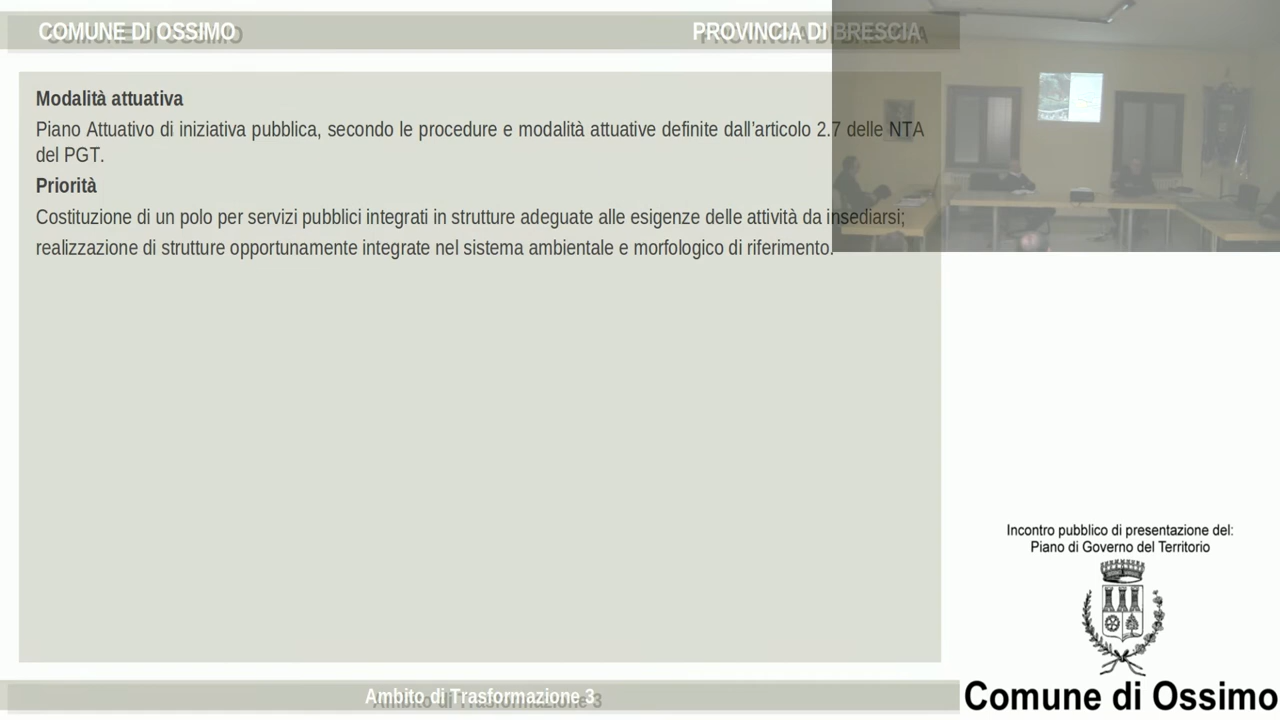 COMUNE DI OSSIMO
PROVINCIA DI BRESCIA
Modalità attuativa
Piano Attuativo di iniziativa pubblica, secondo le procedure e modalità attuative definite dall’articolo 2.7 delle NTA
del PGT.
Priorità
Costituzione di un polo per servizi pubblici integrati in strutture adeguate alle esigenze delle attività da insediarsi;
realizzazione di strutture opportunamente integrate nel sistema ambientale e morfologico di riferimento.
Incontro pubblico di presentazione del:
Piano di Governo del Territorio
Comune di Ossimo
Ambito di Trasformazione 3